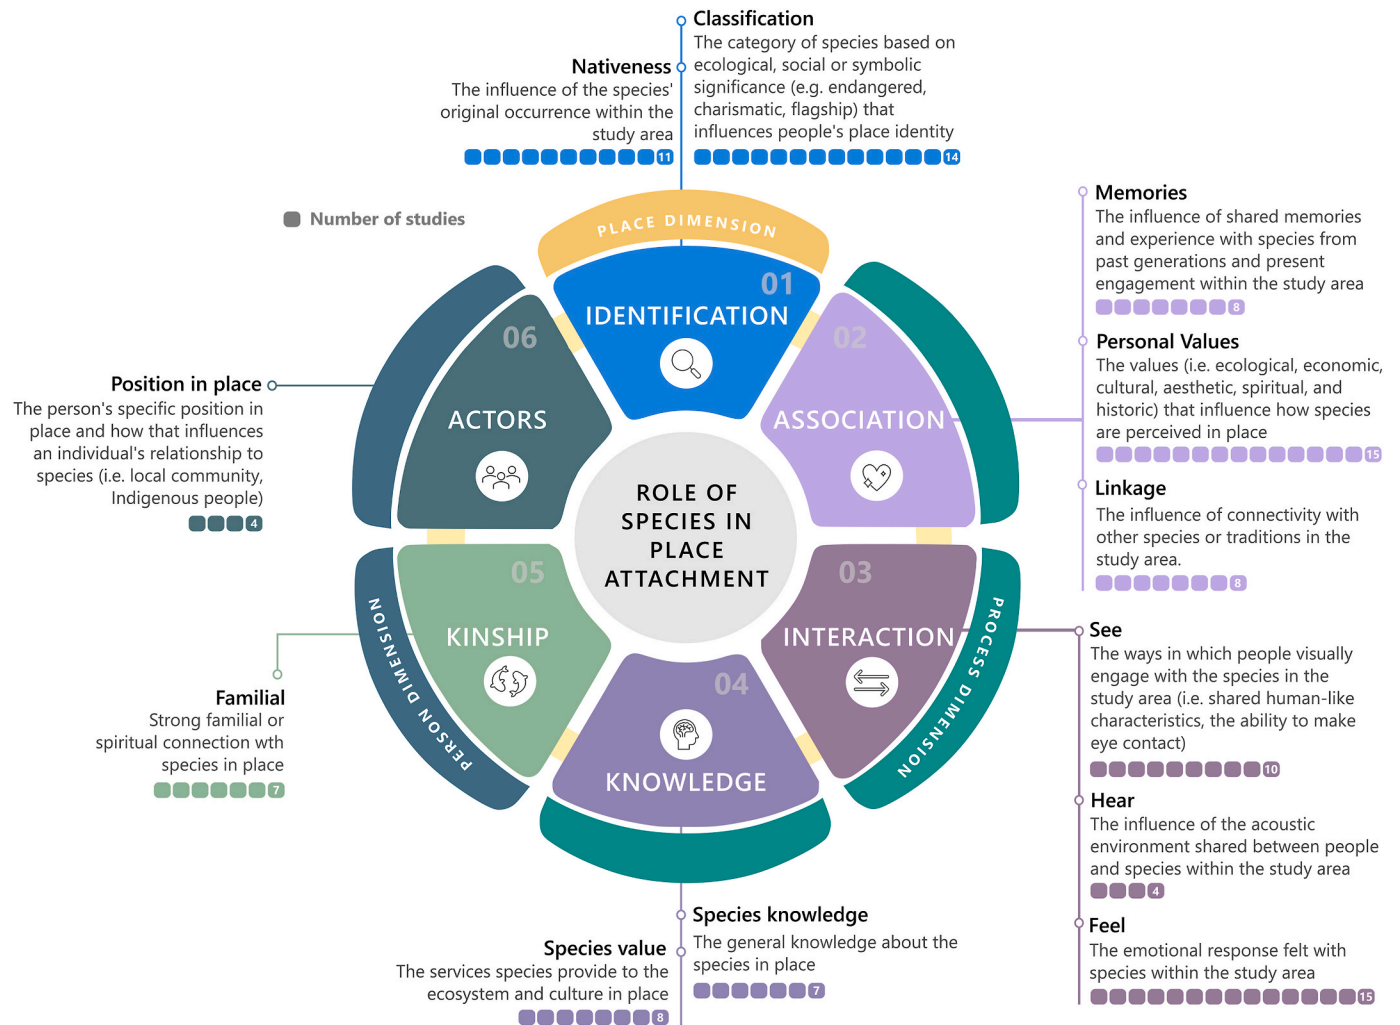 Classification
The category of species based on
ecological, social or symbolic
significance (e.g. endangered,
charismatic, flagship) that
influences people's place identity
14
Nativeness
The influence of the species'
original occurrence within the
study area
11
Number of studies
PLACE DIMENSION
01
IDENTIFICATION
02
ASSOCIATION
Memories
The influence of shared memories
and experience with species from
past generations and present
engagement within the study area
8
Personal Values
The values (i.e. ecological, economic,
cultural, aesthetic, spiritual, and
historic) that influence how species
are perceived in place
15
Linkage
The influence of connectivity with
other species or traditions in the
study area.
8
06
ACTORS
Position in place
The person's specific position in
place and how that influences
an individual's relationship to
species (i.e. local community,
Indigenous people)
4
ROLE OF
SPECIES IN
PLACE
ATTACHMENT
03
INTERACTION
PROCESS DIMENSION
See
The ways in which people visually
engage with the species in the
study area (i.e. shared human-like
characteristics, the ability to make
eye contact)
10
Hear
The influence of the acoustic
environment shared between people
and species within the study area
4
Feel
The emotional response felt with
species within the study area
15
05
KINSHIP
PERSON DIMENSION
Familial
Strong familial or
spiritual connection wth
species in place
7
04
KNOWLEDGE
Species knowledge
The general knowledge about the
species in place
7
Species value
The services species provide to the
ecosystem and culture in place
8